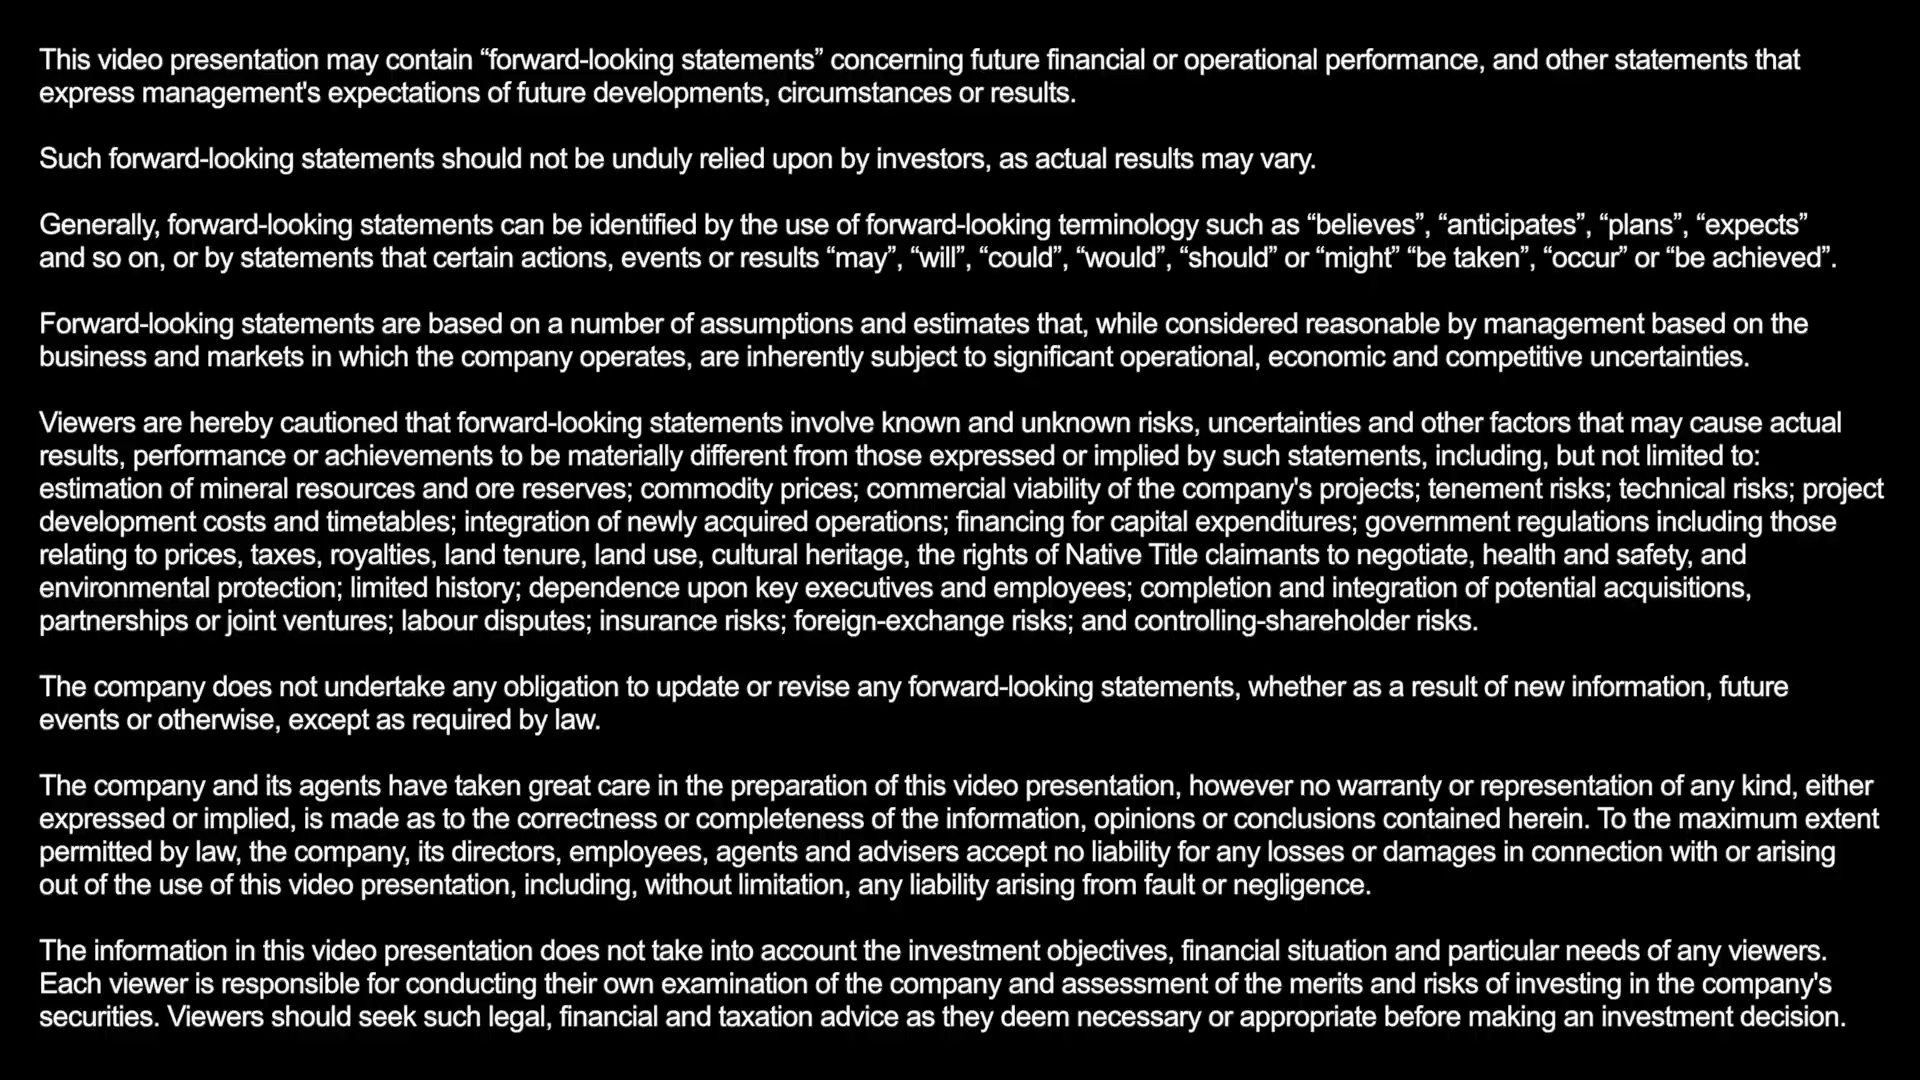 This video presentation may contain “forward-looking statements” concerning future financial or operational performance, and other statements that
express management's expectations of future developments, circumstances or results.
Such forward-looking statements should not be unduly relied upon by investors, as actual results may vary.
Generally, forward-looking statements can be identified by the use of forward-looking terminology such as “believes”, “anticipates”, “plans”, “expects”
and so on, or by statements that certain actions, events or results “may”, “will”, “could”, “would”, “should” or “might” “be taken”, “occur” or “be achieved”.
Forward-looking statements are based on a number of assumptions and estimates that, while considered reasonable by management based on the
business and markets in which the company operates, are inherently subject to significant operational, economic and competitive uncertainties.
Viewers are hereby cautioned that forward-looking statements involve known and unknown risks, uncertainties and other factors that may cause actual
results, performance or achievements to be materially different from those expressed or implied by such statements, including, but not limited to:
estimation of mineral resources and ore reserves; commodity prices; commercial viability of the company's projects; tenement risks; technical risks; project
development costs and timetables; integration of newly acquired operations; financing for capital expenditures; government regulations including those
relating to prices, taxes, royalties, land tenure, land use, cultural heritage, the rights of Native Title claimants to negotiate, health and safety, and
environmental protection; limited history; dependence upon key executives and employees; completion and integration of potential acquisitions,
partnerships or joint ventures; labour disputes; insurance risks; foreign-exchange risks; and controlling-shareholder risks.
The company does not undertake any obligation to update or revise any forward-looking statements, whether as a result of new information, future
events or otherwise, except as required by law.
The company and its agents have taken great care in the preparation of this video presentation, however no warranty or representation of any kind, either
expressed or implied, is made as to the correctness or completeness of the information, opinions or conclusions contained herein. To the maximum extent
permitted by law, the company, its directors, employees, agents and advisers accept no liability for any losses or damages in connection with or arising
out of the use of this video presentation, including, without limitation, any liability arising from fault or negligence.
The information in this video presentation does not take into account the investment objectives, financial situation and particular needs of any viewers.
Each viewer is responsible for conducting their own examination of the company and assessment of the merits and risks of investing in the company's
securities. Viewers should seek such legal, financial and taxation advice as they deem necessary or appropriate before making an investment decision.